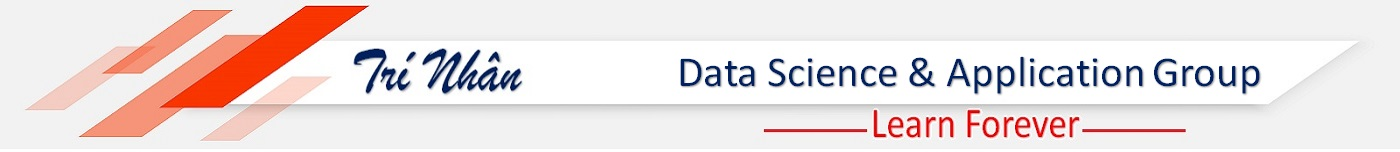 Trí Nhân
Data Science & Application Group
Learn Forever